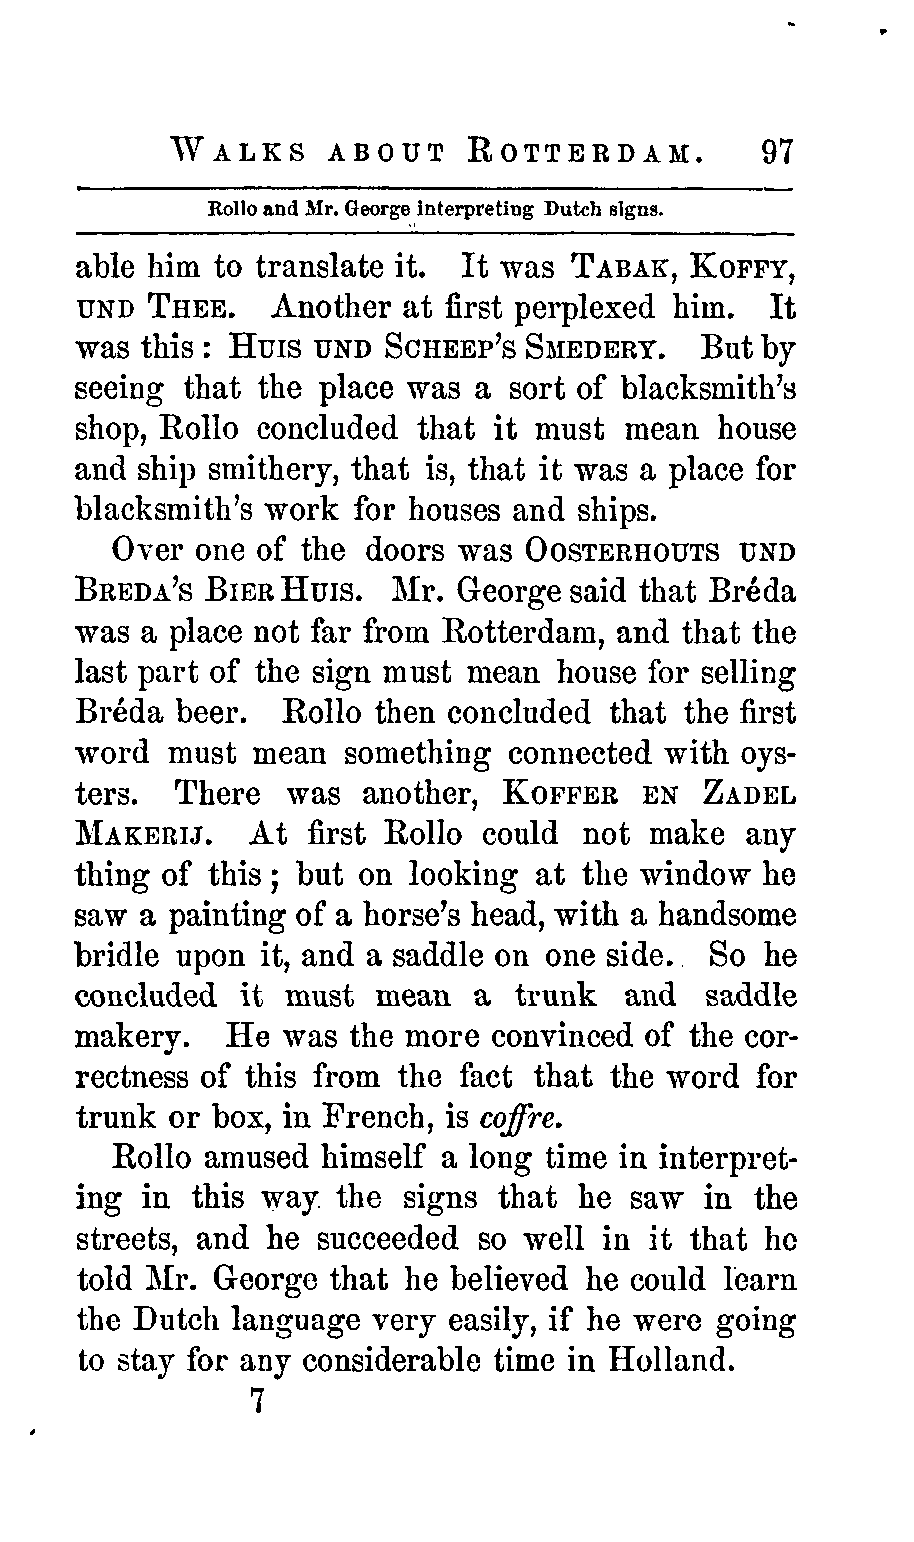 WALKS ABOUT ROTTERDAM. 97
Rollo and Mr. George interpreting Dutch signs.
able him to translate it. It was TABAK, KOFFY,
UND THEE. Another at first perplexed him. It
was this : HUIS UND SCHEEP'S SMEDERY. But by
seeing that the place was a sort of blacksmith's
shop, Rollo concluded that it must mean house
and ship smithery, that is, that it was a place for
blacksmith's work for houses and ships.
Over one of the doors was OOSTERHOUTS UND
BREDA'S BIER HUIS. Mr. George said that Bréda
was a place not far from Rotterdam, and that the
last part of the sign must mean house for selling
Bréda beer. Rollo then concluded that the first
word must mean something connected with oys-
ters. There was another, KOFFER EN ZADEL
MAKERIJ. At first Rollo could not make any
thing of this ; but on looking at the window he
saw a painting of a horse's head, with a handsome
bridle upon it, and a saddle on one side. So he
concluded it must mean a trunk and saddle
makery. He was the more convinced of the cor-
rectness of this from the fact that the word for
trunk or box, in French, is coffre.
Rollo amused himself a long time in interpret-
ing in this way the signs that he saw in the
streets, and he succeeded so well in it that he
told Mr. George that he believed he could learn
the Dutch language very easily, if he were going
to stay for any considerable time in Holland.
7